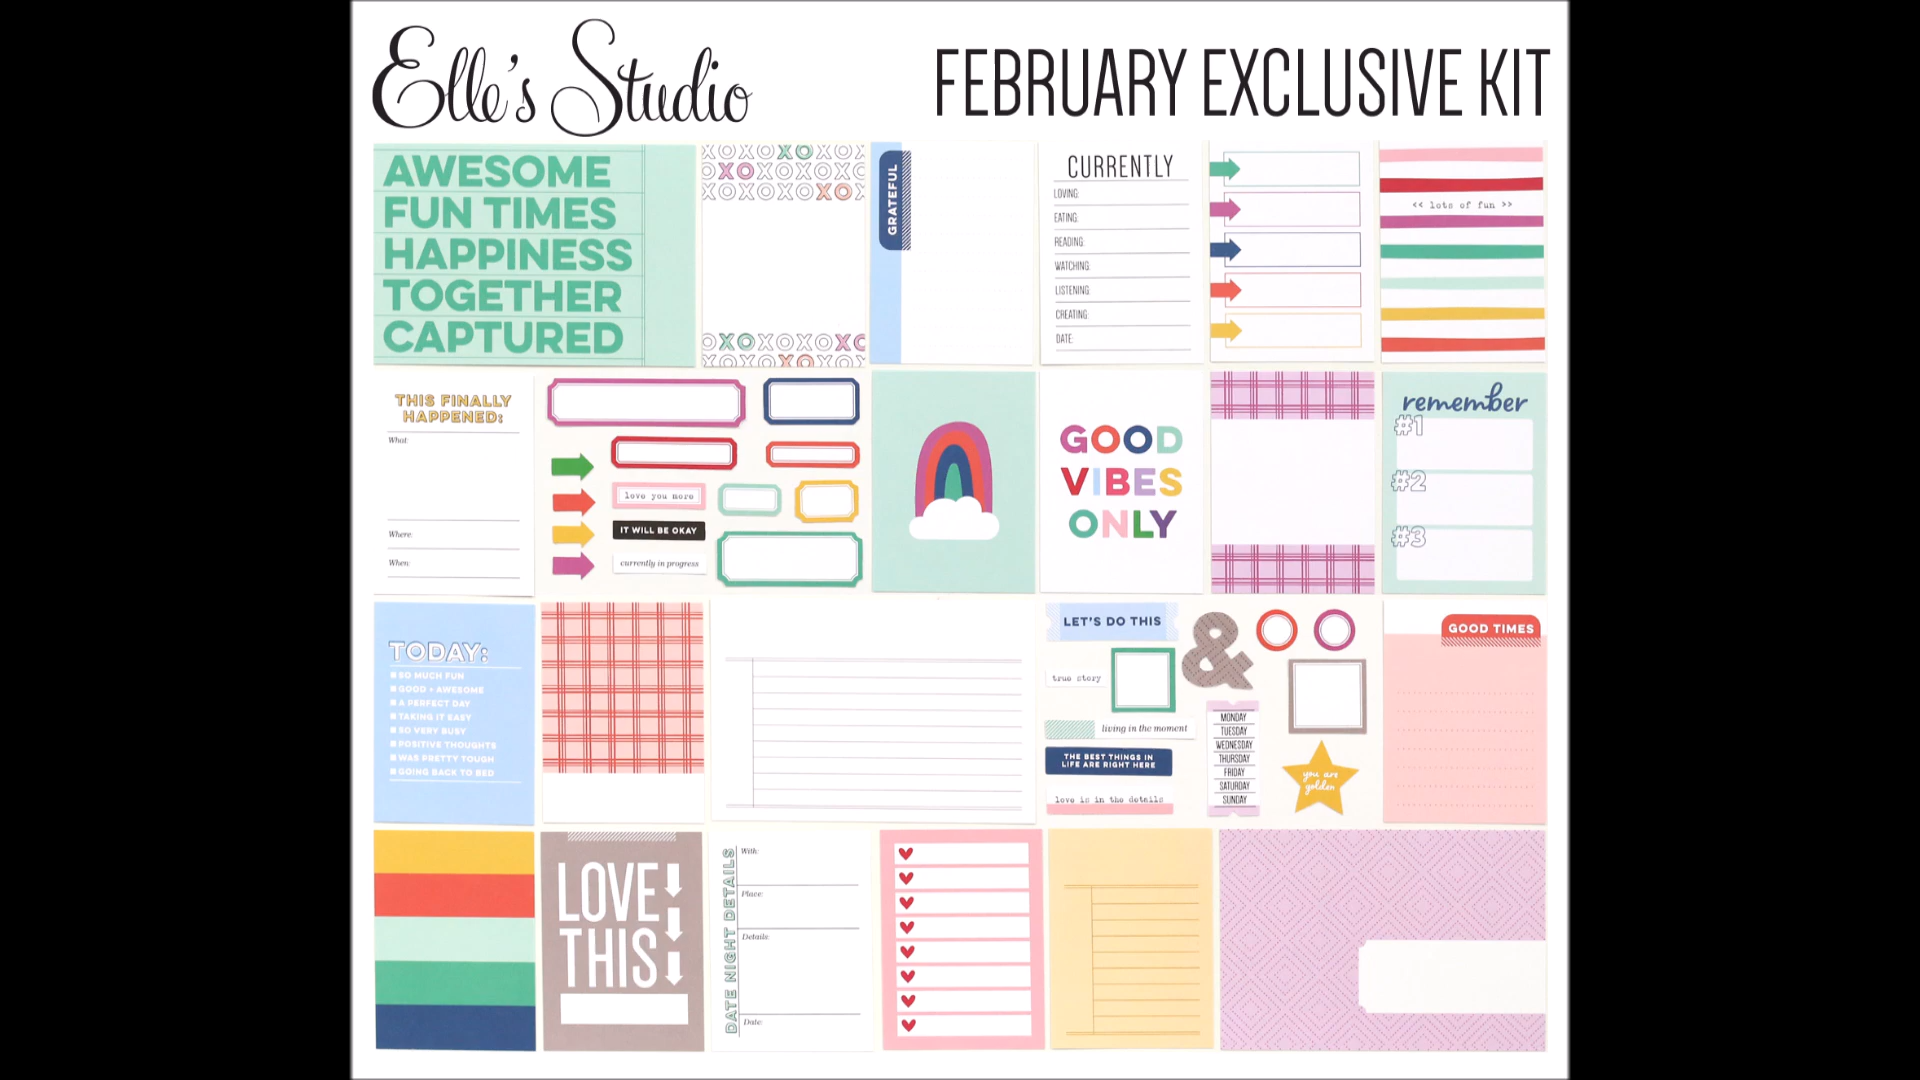 Elle's Studio
FEBRUARY EXCLUSIVE KIT
AWESOME
FUN TIMES
HAPPINESS
TOGETHER
CAPTURED
XOXOXOXOXO
XOXOXOXOXO
XOXOXOXOXO
OXOXOXOXOXO
OXOXOXOXOXO
GRATEFUL
CURRENTLY
LOVING:
EATING:
READING:
WATCHING:
LISTENING:
CREATING:
DATE:
<< lots of fun >>
THIS FINALLY
HAPPENED:
What:
Where:
When:
love you more
IT WILL BE OKAY
currently in progress
GOOD
VIBES
ONLY
remember
#1
#2
#3
TODAY:
SO MUCH FUN
GOOD + AWESOME
A PERFECT DAY
TAKING IT EASY
SO VERY BUSY
POSITIVE THOUGHTS
WAS PRETTY TOUGH
GOING BACK TO BED
LET'S DO THIS
&
true story
living in the moment
THE BEST THINGS IN
LIFE ARE RIGHT HERE
love is in the details
MONDAY
TUESDAY
WEDNESDAY
THURSDAY
FRIDAY
SATURDAY
SUNDAY
you are
golden
GOOD TIMES
LOVE
THIS
DATE NIGHT DETAILS
With:
Place:
Details:
Date: